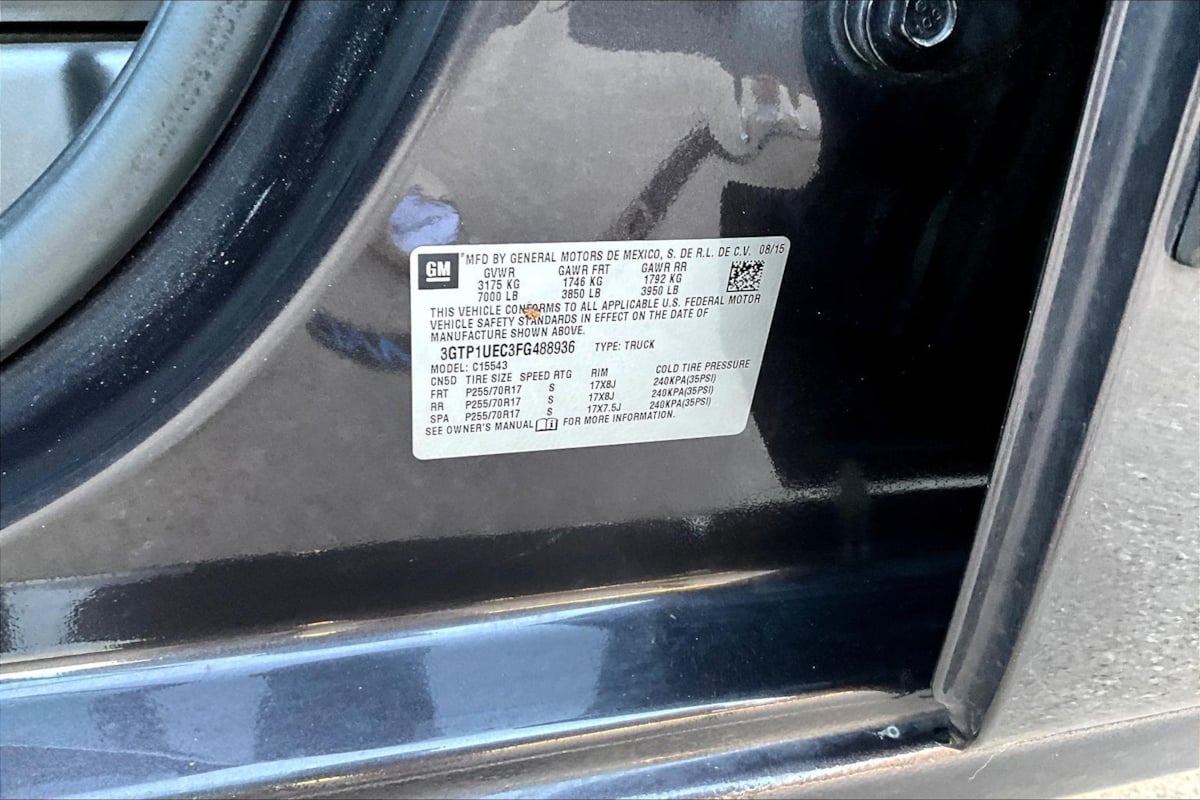 GM
®MFD BY GENERAL MOTORS DE MEXICO, S. DE R.L. DE C.V. 08/15
GVWR GAWR FRT GAWR RR
3175 KG 1746 KG 1792 KG
7000 LB 3850 LB 3950 LB
THIS VEHICLE CONFORMS TO ALL APPLICABLE U.S. FEDERAL MOTOR
VEHICLE SAFETY STANDARDS IN EFFECT ON THE DATE OF
MANUFACTURE SHOWN ABOVE.
3GTP1UEC3FG488936 TYPE: TRUCK
MODEL: C15543
CN5D TIRE SIZE SPEED RTG RIM COLD TIRE PRESSURE
FRT P255/70R17 S 17X8J 240KPA(35PSI)
RR P255/70R17 S 17X8J 240KPA(35PSI)
SPA P255/70R17 S 17X7.5J 240KPA(35PSI)
SEE OWNER'S MANUAL FOR MORE INFORMATION.